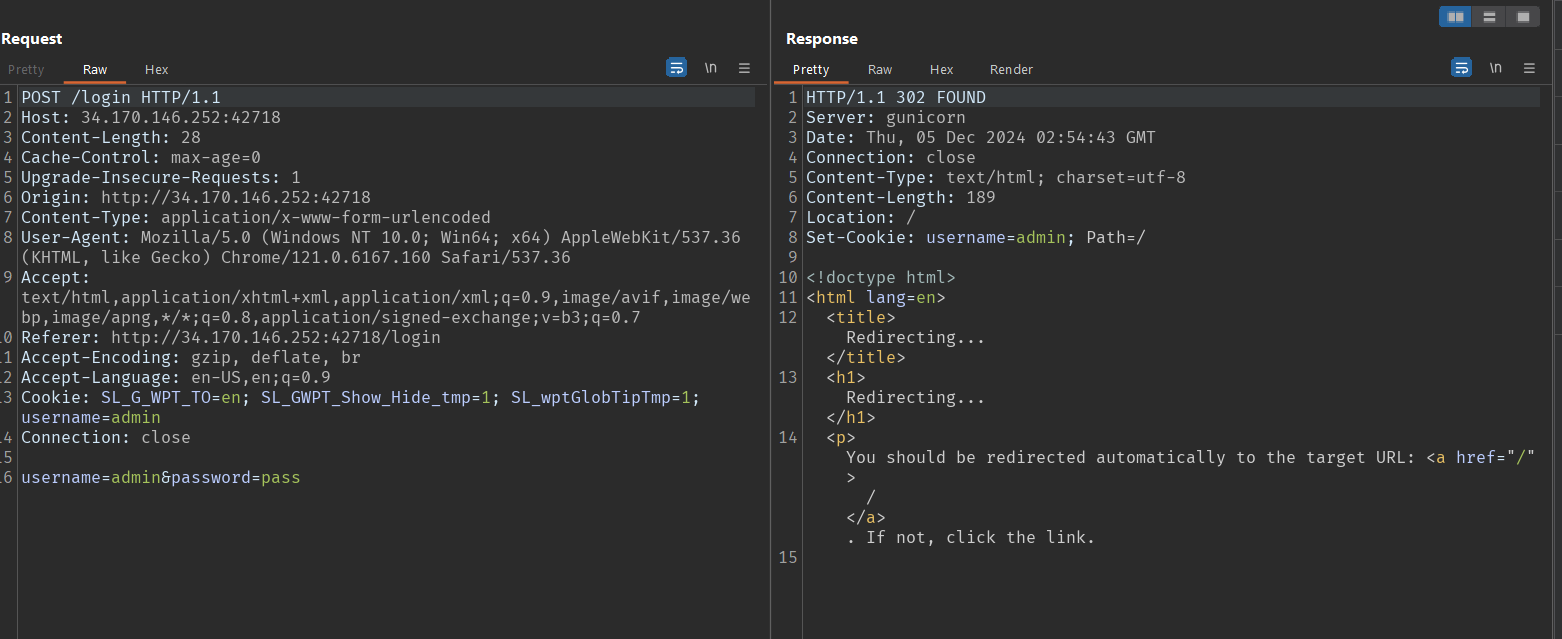 Request
Pretty Raw Hex \n
1 POST /login HTTP/1.1
2 Host: 34.170.146.252:42718
3 Content-Length: 28
4 Cache-Control: max-age=0
5 Upgrade-Insecure-Requests: 1
6 Origin: http://34.170.146.252:42718
7 Content-Type: application/x-www-form-urlencoded
8 User-Agent: Mozilla/5.0 (Windows NT 10.0; Win64; x64) AppleWebKit/537.36
(KHTML, like Gecko) Chrome/121.0.6167.160 Safari/537.36
9 Accept:
text/html,application/xhtml+xml,application/xml;q=0.9,image/avif,image/we
bp,image/apng,*/*;q=0.8,application/signed-exchange;v=b3;q=0.7
0 Referer: http://34.170.146.252:42718/login
1 Accept-Encoding: gzip, deflate, br
2 Accept-Language: en-US,en;q=0.9
3 Cookie: SL_G_WPT_TO=en; SL_GWPT_Show_Hide_tmp=1; SL_wptGlobTipTmp=1;
username=admin
4 Connection: close
5
6 username=admin&password=pass
Response
Pretty Raw Hex Render \n
1 HTTP/1.1 302 FOUND
2 Server: gunicorn
3 Date: Thu, 05 Dec 2024 02:54:43 GMT
4 Connection: close
5 Content-Type: text/html; charset=utf-8
6 Content-Length: 189
7 Location: /
8 Set-Cookie: username=admin; Path=/
9
10 <!doctype html>
11 <html lang=en>
12 <title>
Redirecting...
</title>
13 <h1>
Redirecting...
</h1>
14 <p>
You should be redirected automatically to the target URL: <a href="/"
>
/
</a>
. If not, click the link.
15